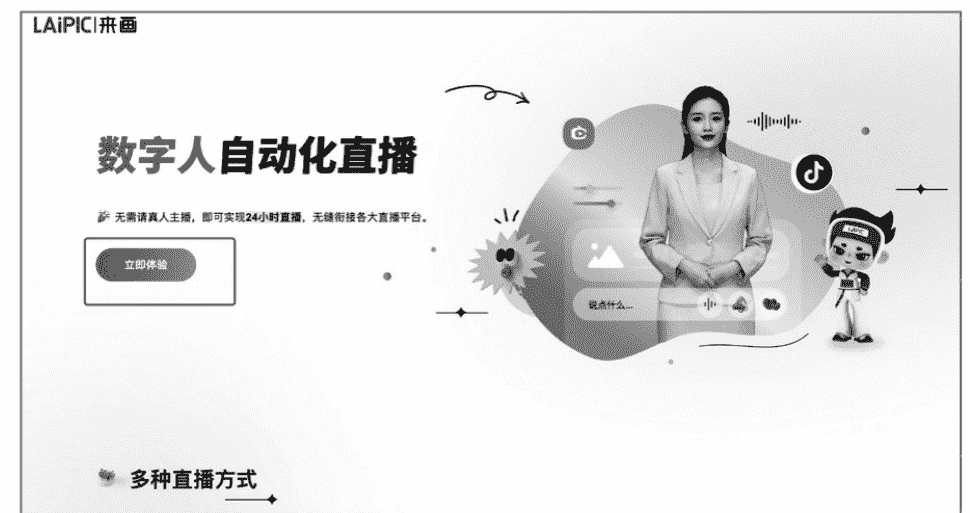 LAiPIC|来画
数字人自动化直播
无需请真人主播，即可实现24小时直播，无缝衔接各大直播平台。
立即体验
说点什么...
LAIPIC
多种直播方式